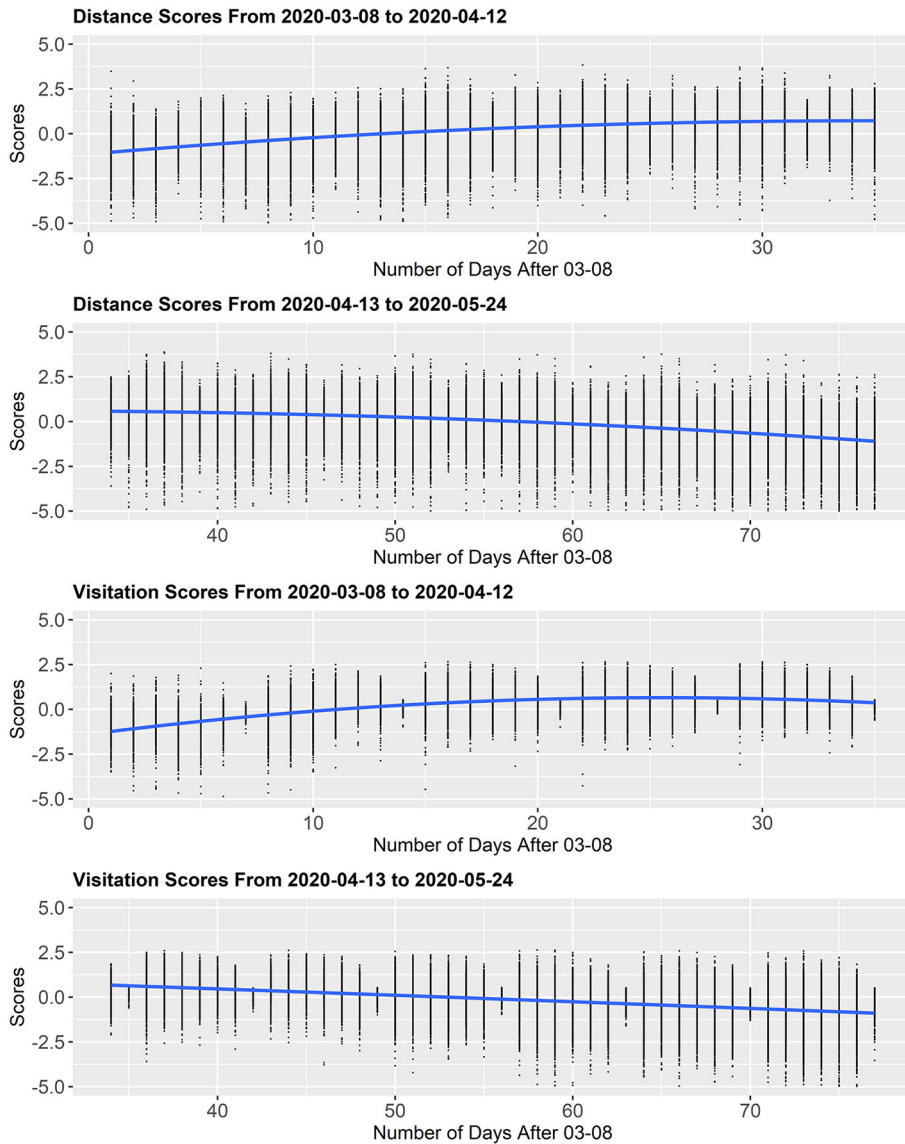 Distance Scores From 2020-03-08 to 2020-04-12
5.0
2.5
0.0
-2.5
-5.0
Scores
0 10 20 30
Number of Days After 03-08
Distance Scores From 2020-04-13 to 2020-05-24
5.0
2.5
0.0
-2.5
-5.0
Scores
40 50 60 70
Number of Days After 03-08
Visitation Scores From 2020-03-08 to 2020-04-12
5.0
2.5
0.0
-2.5
-5.0
Scores
0 10 20 30
Number of Days After 03-08
Visitation Scores From 2020-04-13 to 2020-05-24
5.0
2.5
0.0
-2.5
-5.0
Scores
40 50 60 70
Number of Days After 03-08